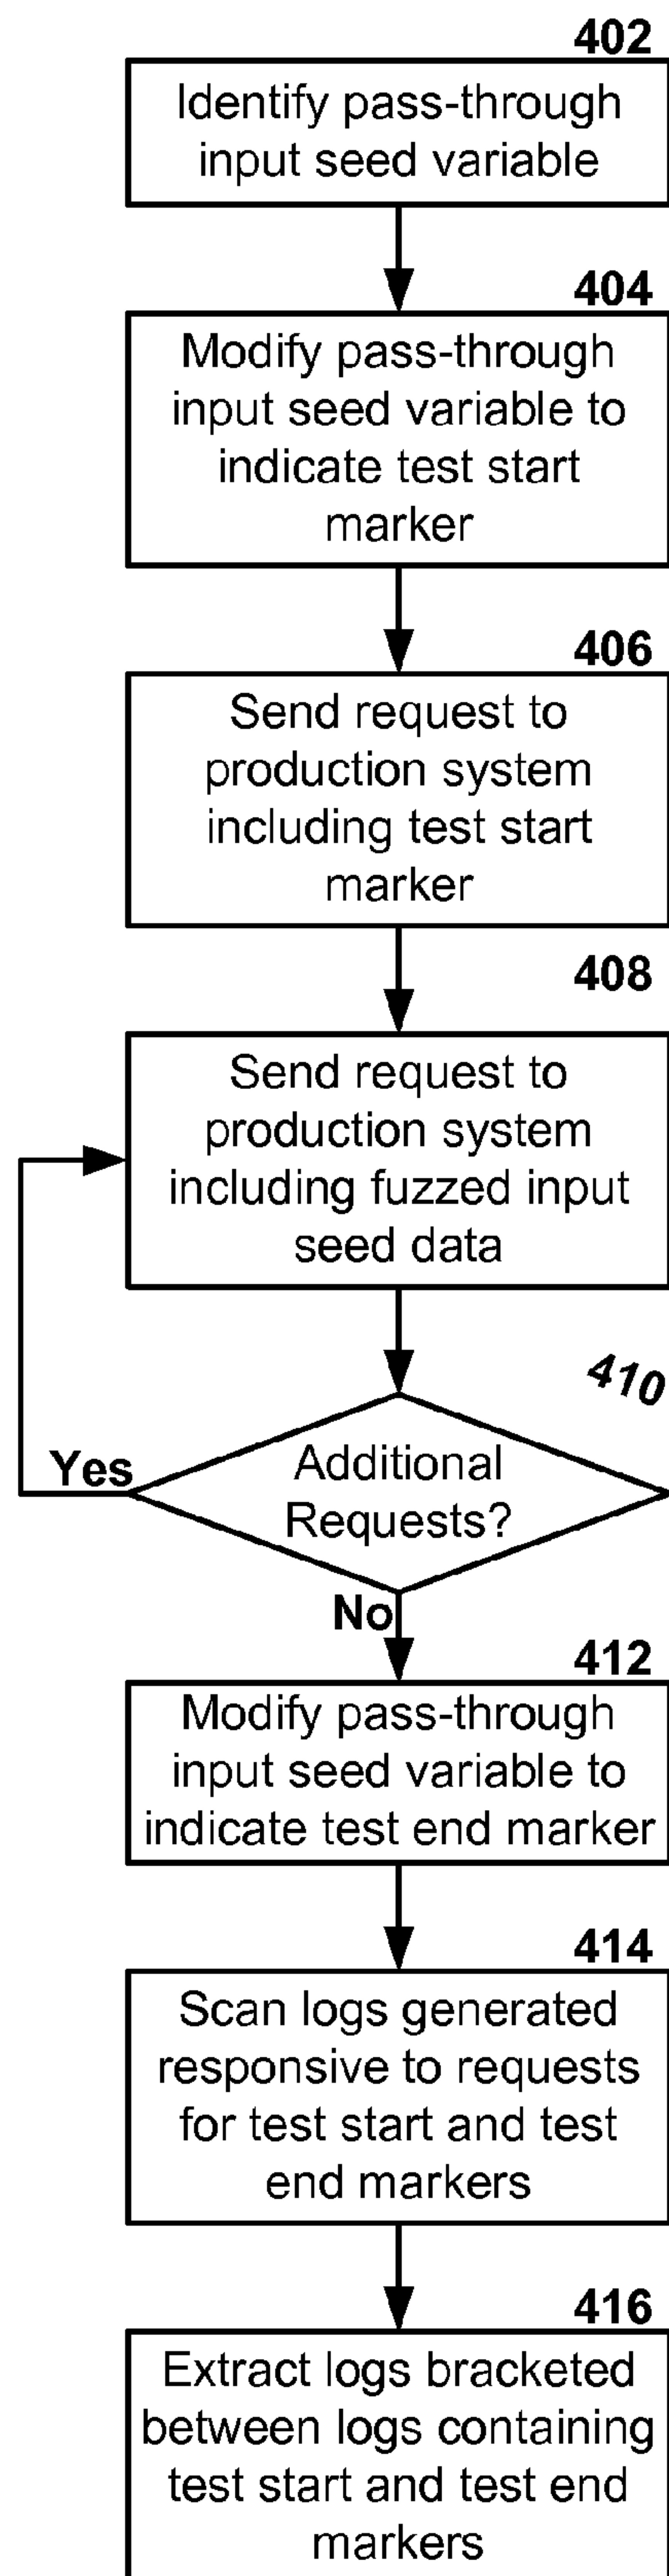 402
Identify pass-through
input seed variable
404
Modify pass-through
input seed variable to
indicate test start
marker
406
Send request to
production system
including test start
marker
408
Send request to
production system
including fuzzed input
seed data
410
Additional
Requests?
Yes
No
412
Modify pass-through
input seed variable to
indicate test end marker
414
Scan logs generated
responsive to requests
for test start and test
end markers
416
Extract logs bracketed
between logs containing
test start and test end
markers